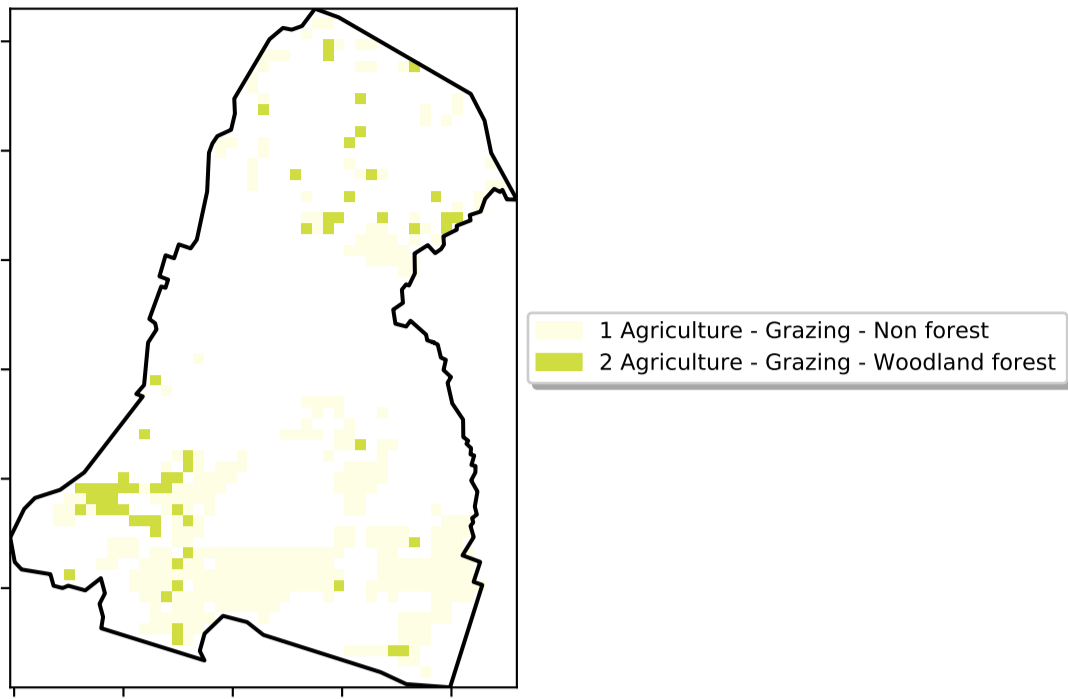 1 Agriculture - Grazing - Non forest
2 Agriculture - Grazing - Woodland forest